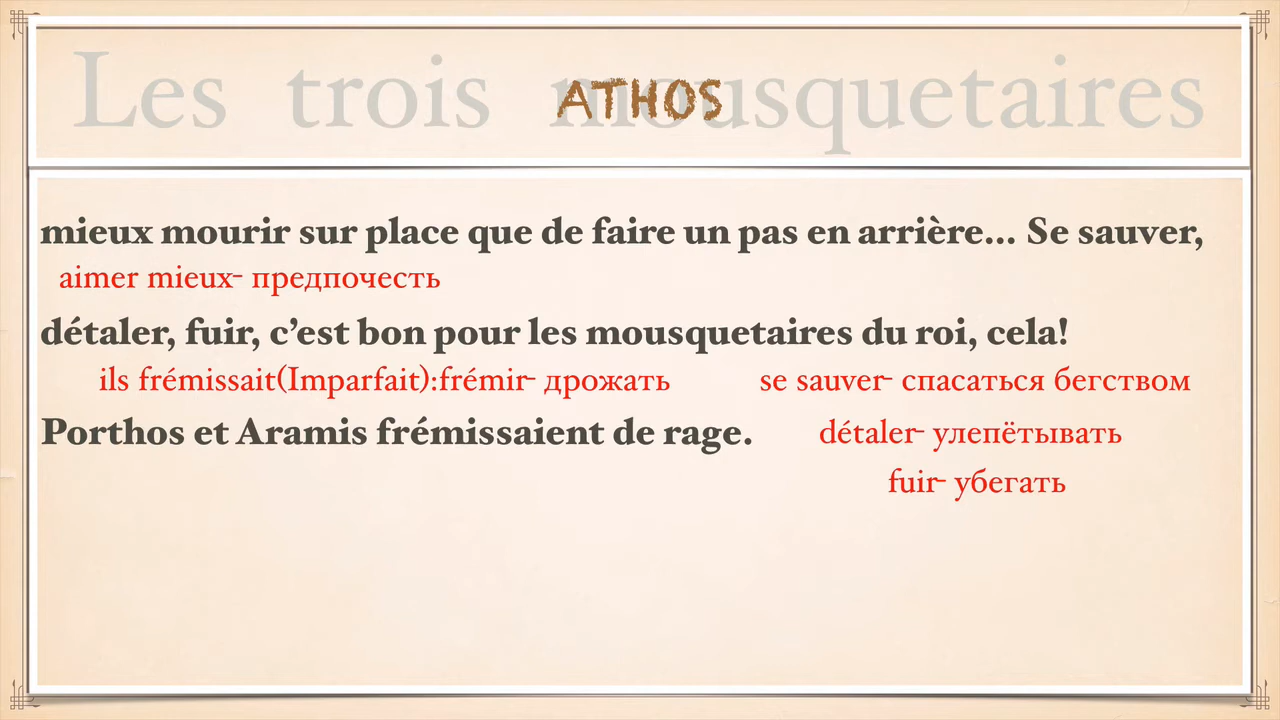 Les trois mousquetaires
ATHOS
mieux mourir sur place que de faire un pas en arrière… Se sauver,
aimer mieux- предпочесть
détaler, fuir, c’est bon pour les mousquetaires du roi, cela!
ils frémissait(Imparfait):frémir- дрожать se sauver- спасаться бегством
Porthos et Aramis frémissaient de rage. détaler- улепётывать
fuir- убегать